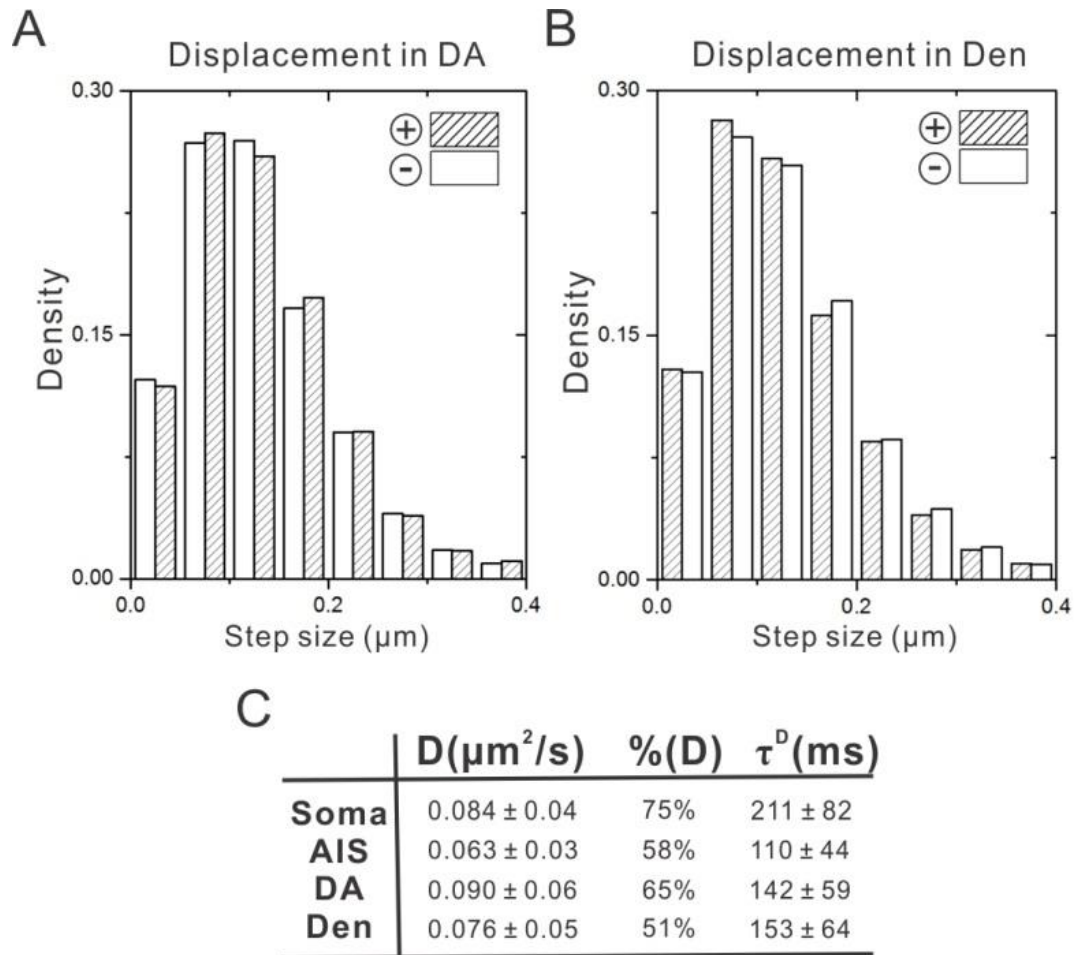 A
Displacement in DA
0.30
0.15
0.00
Density
+
-
0.0
0.2
0.4
Step size (µm)
B
Displacement in Den
0.30
0.15
0.00
Density
+
-
0.0
0.2
0.4
Step size (µm)
C
D(µm²/s) %(D) τᴰ(ms)
Soma 0.084 ± 0.04 75% 211 ± 82
AIS 0.063 ± 0.03 58% 110 ± 44
DA 0.090 ± 0.06 65% 142 ± 59
Den 0.076 ± 0.05 51% 153 ± 64